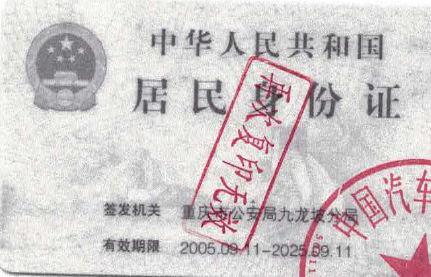 中华人民共和国
居民身份证
再次复印无效
签发机关 重庆市公安局九龙坡分局
有效期限 2005.09.11-2025.09.11
中国汽车